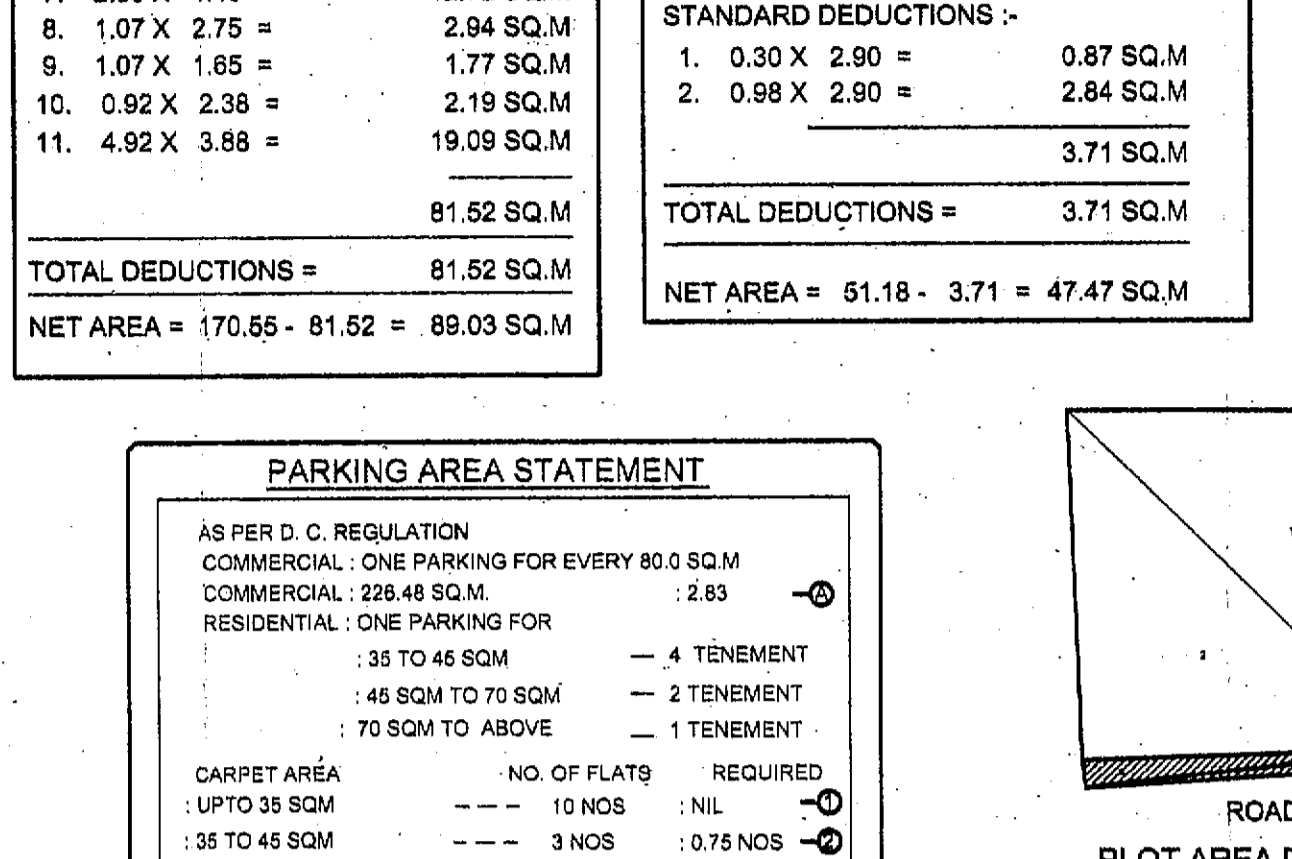 8. 1.07 X 2.75 = 2.94 SQ.M
9. 1.07 X 1.65 = 1.77 SQ.M
10. 0.92 X 2.38 = 2.19 SQ.M
11. 4.92 X 3.88 = 19.09 SQ.M
81.52 SQ.M
TOTAL DEDUCTIONS = 81.52 SQ.M
NET AREA = 170.55 - 81.52 = 89.03 SQ.M
STANDARD DEDUCTIONS :-
1. 0.30 X 2.90 = 0.87 SQ.M
2. 0.98 X 2.90 = 2.84 SQ.M
3.71 SQ.M
TOTAL DEDUCTIONS = 3.71 SQ.M
NET AREA = 51.18 - 3.71 = 47.47 SQ.M
PARKING AREA STATEMENT
AS PER D. C. REGULATION
COMMERCIAL : ONE PARKING FOR EVERY 80.0 SQ.M
COMMERCIAL : 226.48 SQ.M. : 2.83 — A
RESIDENTIAL : ONE PARKING FOR
: 35 TO 45 SQM — 4 TENEMENT
: 45 SQM TO 70 SQM — 2 TENEMENT
: 70 SQM TO ABOVE — 1 TENEMENT
CARPET AREA NO. OF FLATS REQUIRED
: UPTO 35 SQM - - - 10 NOS : NIL — 1
: 35 TO 45 SQM - - - 3 NOS : 0.75 NOS — 2
2
ROAD
PLOT AREA